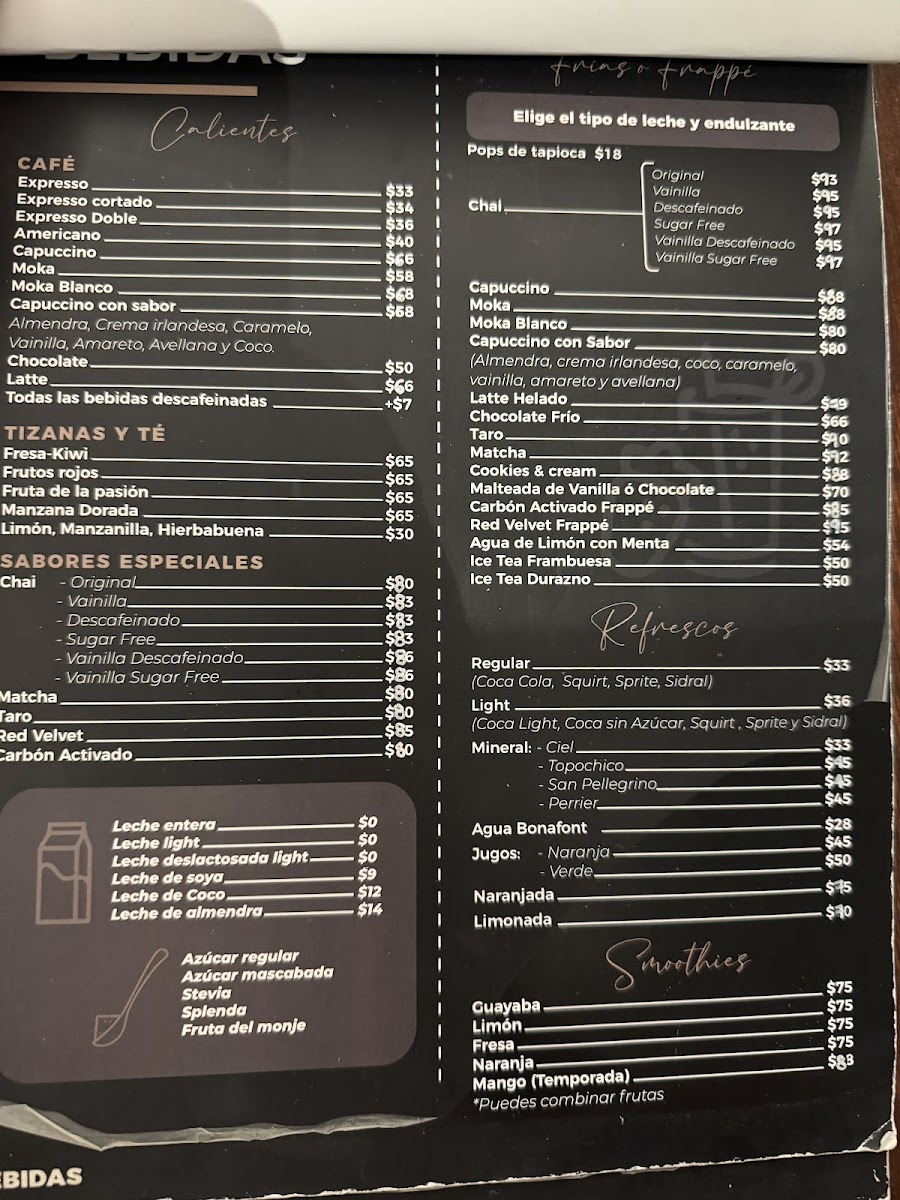 BEBIDAS
Calientes
CAFÉ
Expresso $33
Expresso cortado $34
Expresso Doble $36
Americano $40
Capuccino $66
Moka $58
Moka Blanco $68
Capuccino con sabor $68
Almendra, Crema irlandesa, Caramelo,
Vainilla, Amareto, Avellana y Coco.
Chocolate $50
Latte $66
Todas las bebidas descafeinadas +$7
TIZANAS Y TÉ
Fresa-Kiwi $65
Frutos rojos $65
Fruta de la pasión $65
Manzana Dorada $65
Limón, Manzanilla, Hierbabuena $30
SABORES ESPECIALES
Chai - Original $80
- Vainilla $83
- Descafeinado $83
- Sugar Free $83
- Vainilla Descafeinado $86
- Vainilla Sugar Free $86
Matcha $80
Taro $80
Red Velvet $85
Carbón Activado $60
Leche entera $0
Leche light $0
Leche deslactosada light $0
Leche de soya $9
Leche de Coco $12
Leche de almendra $14
Azúcar regular
Azúcar mascabada
Stevia
Splenda
Fruta del monje
Frías o Frappé
Elige el tipo de leche y endulzante
Pops de tapioca $18
Chai
Original $93
Vainilla $95
Descafeinado $95
Sugar Free $97
Vainilla Descafeinado $95
Vainilla Sugar Free $97
Capuccino $88
Moka $88
Moka Blanco $80
Capuccino con Sabor $80
(Almendra, crema irlandesa, coco, caramelo,
vainilla, amareto y avellana)
Latte Helado
Chocolate Frío $66
Taro $90
Matcha $92
Cookies & cream $88
Malteada de Vanilla ó Chocolate $70
Carbón Activado Frappé $85
Red Velvet Frappé $95
Agua de Limón con Menta $54
Ice Tea Frambuesa $50
Ice Tea Durazno $50
Refrescos
Regular $33
(Coca Cola, Squirt, Sprite, Sidral)
Light $36
(Coca Light, Coca sin Azúcar, Squirt , Sprite y Sidral)
Mineral: - Ciel $33
- Topochico $45
- San Pellegrino $45
- Perrier $45
Agua Bonafont $28
Jugos: - Naranja $45
- Verde $50
Naranjada $75
Limonada $70
Smoothies
Guayaba $75
Limón $75
Fresa $75
Naranja $75
Mango (Temporada) $83
*Puedes combinar frutas
EBIDAS